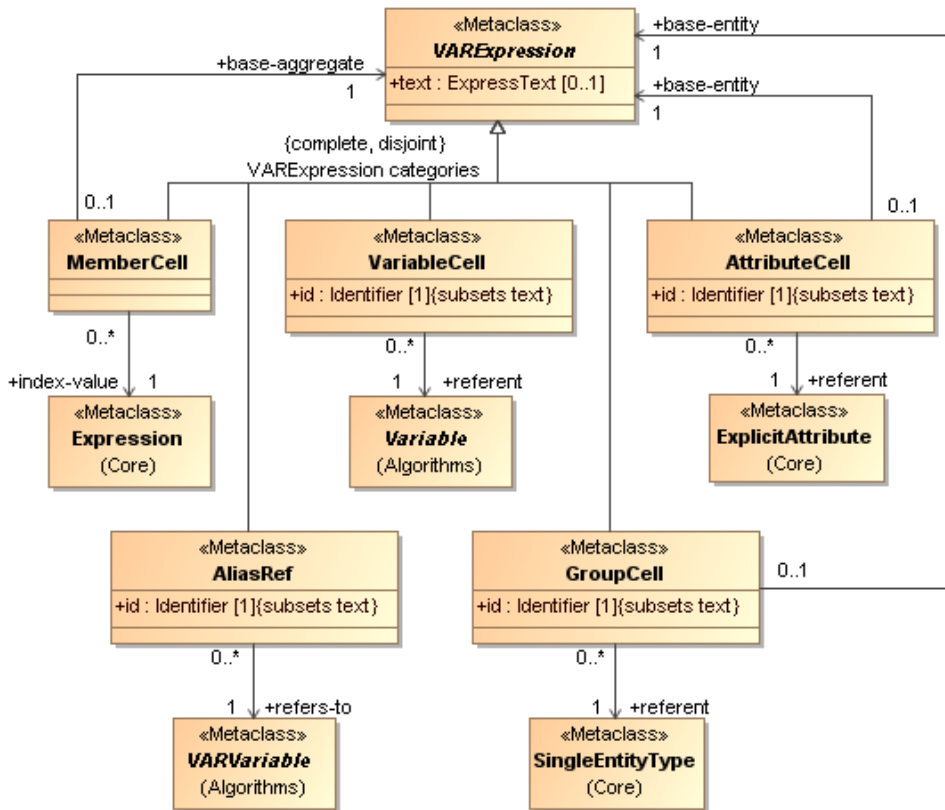 «Metaclass»
VARExpression
+text : ExpressText [0..1]
+base-entity
1
+base-aggregate
1
+base-entity
1
{complete, disjoint}
VARExpression categories
0..1
0..1
«Metaclass»
MemberCell
«Metaclass»
VariableCell
+id : Identifier [1]{subsets text}
«Metaclass»
AttributeCell
+id : Identifier [1]{subsets text}
0..*
+index-value
1
0..*
1
+referent
0..*
1
+referent
«Metaclass»
Expression
(Core)
«Metaclass»
Variable
(Algorithms)
«Metaclass»
ExplicitAttribute
(Core)
«Metaclass»
AliasRef
+id : Identifier [1]{subsets text}
«Metaclass»
GroupCell
+id : Identifier [1]{subsets text}
0..1
0..*
1
+refers-to
0..*
1
+referent
«Metaclass»
VARVariable
(Algorithms)
«Metaclass»
SingleEntityType
(Core)